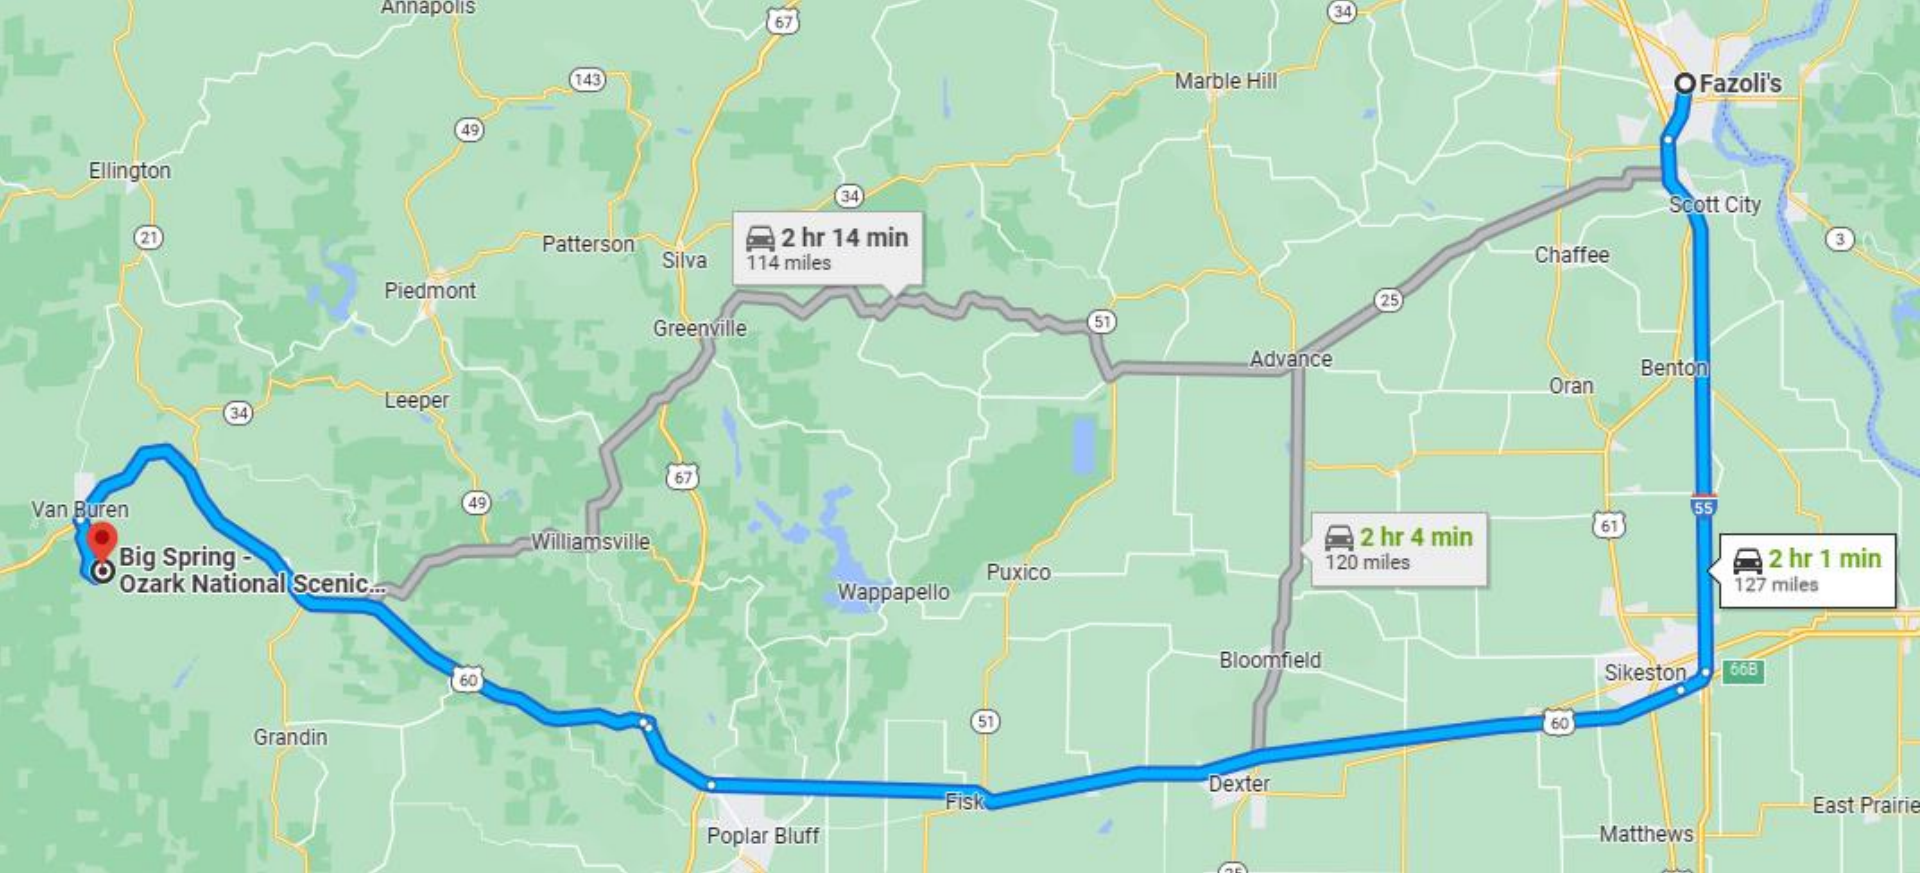 Annapolis
67
34
143
Marble Hill
Fazoli's
49
Ellington
34
Scott City
21
Patterson
2 hr 14 min
114 miles
3
Silva
Chaffee
Piedmont
25
Greenville
51
Advance
Benton
Oran
Leeper
34
67
49
Van Buren
55
61
Williamsville
2 hr 4 min
120 miles
2 hr 1 min
127 miles
Big Spring -
Ozark National Scenic...
Puxico
Wappapello
Bloomfield
Sikeston
66B
60
51
60
Grandin
Dexter
Fisk
East Prairie
Poplar Bluff
Matthews
25